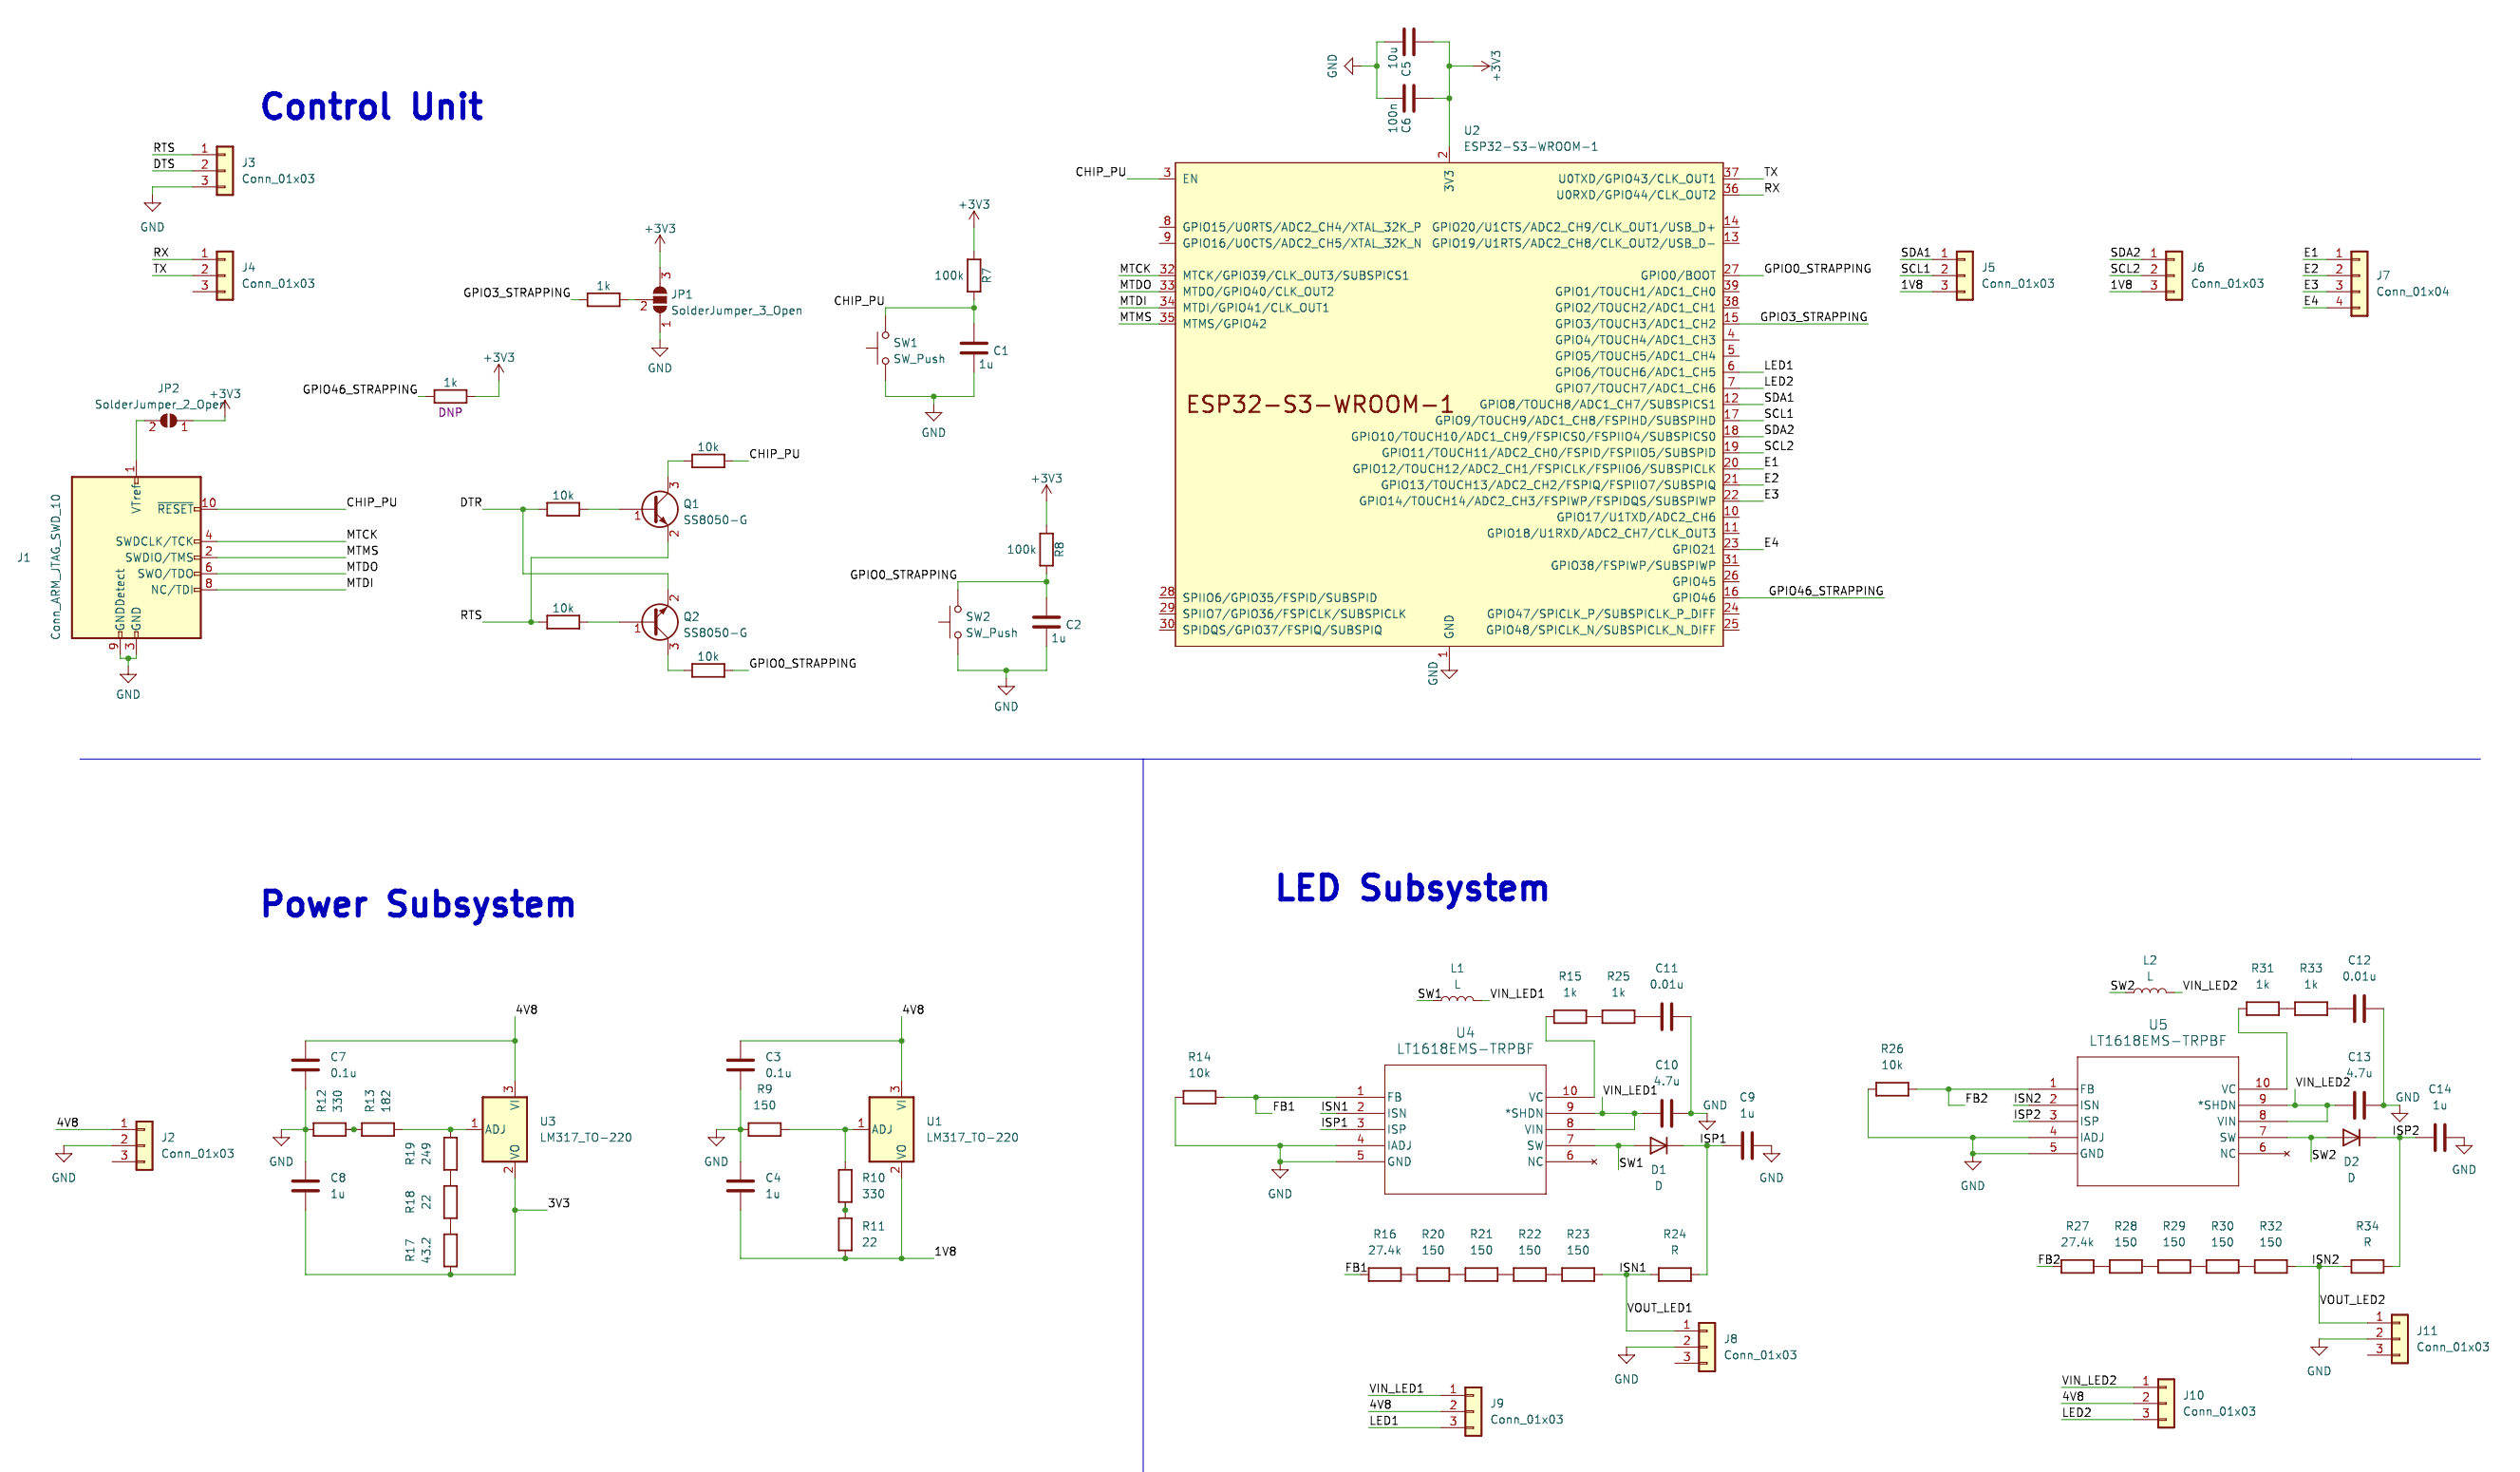 Control Unit
RTS
DTS
1
2
3
J3
Conn_01x03
GND
RX
TX
1
2
3
J4
Conn_01x03
GPIO3_STRAPPING
1k
+3V3
3
2
1
JP1
SolderJumper_3_Open
GND
GPIO46_STRAPPING
1k
DNP
+3V3
JP2
SolderJumper_2_Open
+3V3
2
1
J1
Conn_ARM_JTAG_SWD_10
1
VTref
RESET
10
SWDCLK/TCK
4
SWDIO/TMS
2
SWO/TDO
6
NC/TDI
8
GNDDetect
GND
9
3
GND
CHIP_PU
MTCK
MTMS
MTDO
MTDI
DTR
10k
10k
CHIP_PU
3
1
2
Q1
SS8050-G
RTS
10k
2
1
3
Q2
SS8050-G
10k
GPIO0_STRAPPING
+3V3
100k
R7
CHIP_PU
SW1
SW_Push
C1
1u
GND
+3V3
100k
R8
GPIO0_STRAPPING
SW2
SW_Push
C2
1u
GND
GND
10u
C5
100n
C6
+3V3
U2
ESP32-S3-WROOM-1
2
3V3
CHIP_PU
3
EN
8
GPIO15/U0RTS/ADC2_CH4/XTAL_32K_P
9
GPIO16/U0CTS/ADC2_CH5/XTAL_32K_N
MTCK
32
MTCK/GPIO39/CLK_OUT3/SUBSPICS1
MTDO
33
MTDO/GPIO40/CLK_OUT2
MTDI
34
MTDI/GPIO41/CLK_OUT1
MTMS
35
MTMS/GPIO42
ESP32-S3-WROOM-1
28
SPIIO6/GPIO35/FSPID/SUBSPID
29
SPIIO7/GPIO36/FSPICLK/SUBSPICLK
30
SPIDQS/GPIO37/FSPIQ/SUBSPIQ
GND
1
GND
U0TXD/GPIO43/CLK_OUT1
37
TX
U0RXD/GPIO44/CLK_OUT2
36
RX
GPIO20/U1CTS/ADC2_CH9/CLK_OUT1/USB_D+
14
GPIO19/U1RTS/ADC2_CH8/CLK_OUT2/USB_D-
13
GPIO0/BOOT
27
GPIO0_STRAPPING
GPIO1/TOUCH1/ADC1_CH0
39
GPIO2/TOUCH2/ADC1_CH1
38
GPIO3/TOUCH3/ADC1_CH2
15
GPIO3_STRAPPING
GPIO4/TOUCH4/ADC1_CH3
4
GPIO5/TOUCH5/ADC1_CH4
5
GPIO6/TOUCH6/ADC1_CH5
6
LED1
GPIO7/TOUCH7/ADC1_CH6
7
LED2
GPIO8/TOUCH8/ADC1_CH7/SUBSPICS1
12
SDA1
GPIO9/TOUCH9/ADC1_CH8/FSPIHD/SUBSPIHD
17
SCL1
GPIO10/TOUCH10/ADC1_CH9/FSPICS0/FSPIIO4/SUBSPICS0
18
SDA2
GPIO11/TOUCH11/ADC2_CH0/FSPID/FSPIIO5/SUBSPID
19
SCL2
GPIO12/TOUCH12/ADC2_CH1/FSPICLK/FSPIIO6/SUBSPICLK
20
E1
GPIO13/TOUCH13/ADC2_CH2/FSPIQ/FSPIIO7/SUBSPIQ
21
E2
GPIO14/TOUCH14/ADC2_CH3/FSPIWP/FSPIDQS/SUBSPIWP
22
E3
GPIO17/U1TXD/ADC2_CH6
10
GPIO18/U1RXD/ADC2_CH7/CLK_OUT3
11
GPIO21
23
E4
GPIO38/FSPIWP/SUBSPIWP
31
GPIO45
26
GPIO46
16
GPIO46_STRAPPING
GPIO47/SPICLK_P/SUBSPICLK_P_DIFF
24
GPIO48/SPICLK_N/SUBSPICLK_N_DIFF
25
SDA1
SCL1
1V8
1
2
3
J5
Conn_01x03
SDA2
SCL2
1V8
1
2
3
J6
Conn_01x03
E1
E2
E3
E4
1
2
3
4
J7
Conn_01x04
Power Subsystem
4V8
1
2
3
J2
Conn_01x03
GND
4V8
C7
0.1u
R12
330
R13
182
GND
C8
1u
R19
249
R18
22
R17
43.2
3
VI
1
ADJ
VO
2
U3
LM317_TO-220
3V3
4V8
C3
0.1u
R9
150
GND
C4
1u
R10
330
R11
22
3
VI
1
ADJ
VO
2
U1
LM317_TO-220
1V8
LED Subsystem
L1
L
SW1
VIN_LED1
R15
1k
R25
1k
C11
0.01u
U4
LT1618EMS-TRPBF
R14
10k
FB1
ISN1
ISP1
1
2
3
4
5
FB
ISN
ISP
IADJ
GND
VC
*SHDN
VIN
SW
NC
10
9
8
7
6
GND
VIN_LED1
C10
4.7u
GND
C9
1u
ISP1
GND
SW1
D1
D
R16
27.4k
R20
150
R21
150
R22
150
R23
150
R24
R
FB1
ISN1
VOUT_LED1
1
2
3
J8
Conn_01x03
GND
VIN_LED1
4V8
LED1
1
2
3
J9
Conn_01x03
L2
L
SW2
VIN_LED2
R31
1k
R33
1k
C12
0.01u
U5
LT1618EMS-TRPBF
R26
10k
FB2
ISN2
ISP2
1
2
3
4
5
FB
ISN
ISP
IADJ
GND
VC
*SHDN
VIN
SW
NC
10
9
8
7
6
GND
VIN_LED2
C13
4.7u
GND
C14
1u
ISP2
GND
SW2
D2
D
R27
27.4k
R28
150
R29
150
R30
150
R32
150
R34
R
FB2
ISN2
VOUT_LED2
1
2
3
J11
Conn_01x03
GND
VIN_LED2
4V8
LED2
1
2
3
J10
Conn_01x03